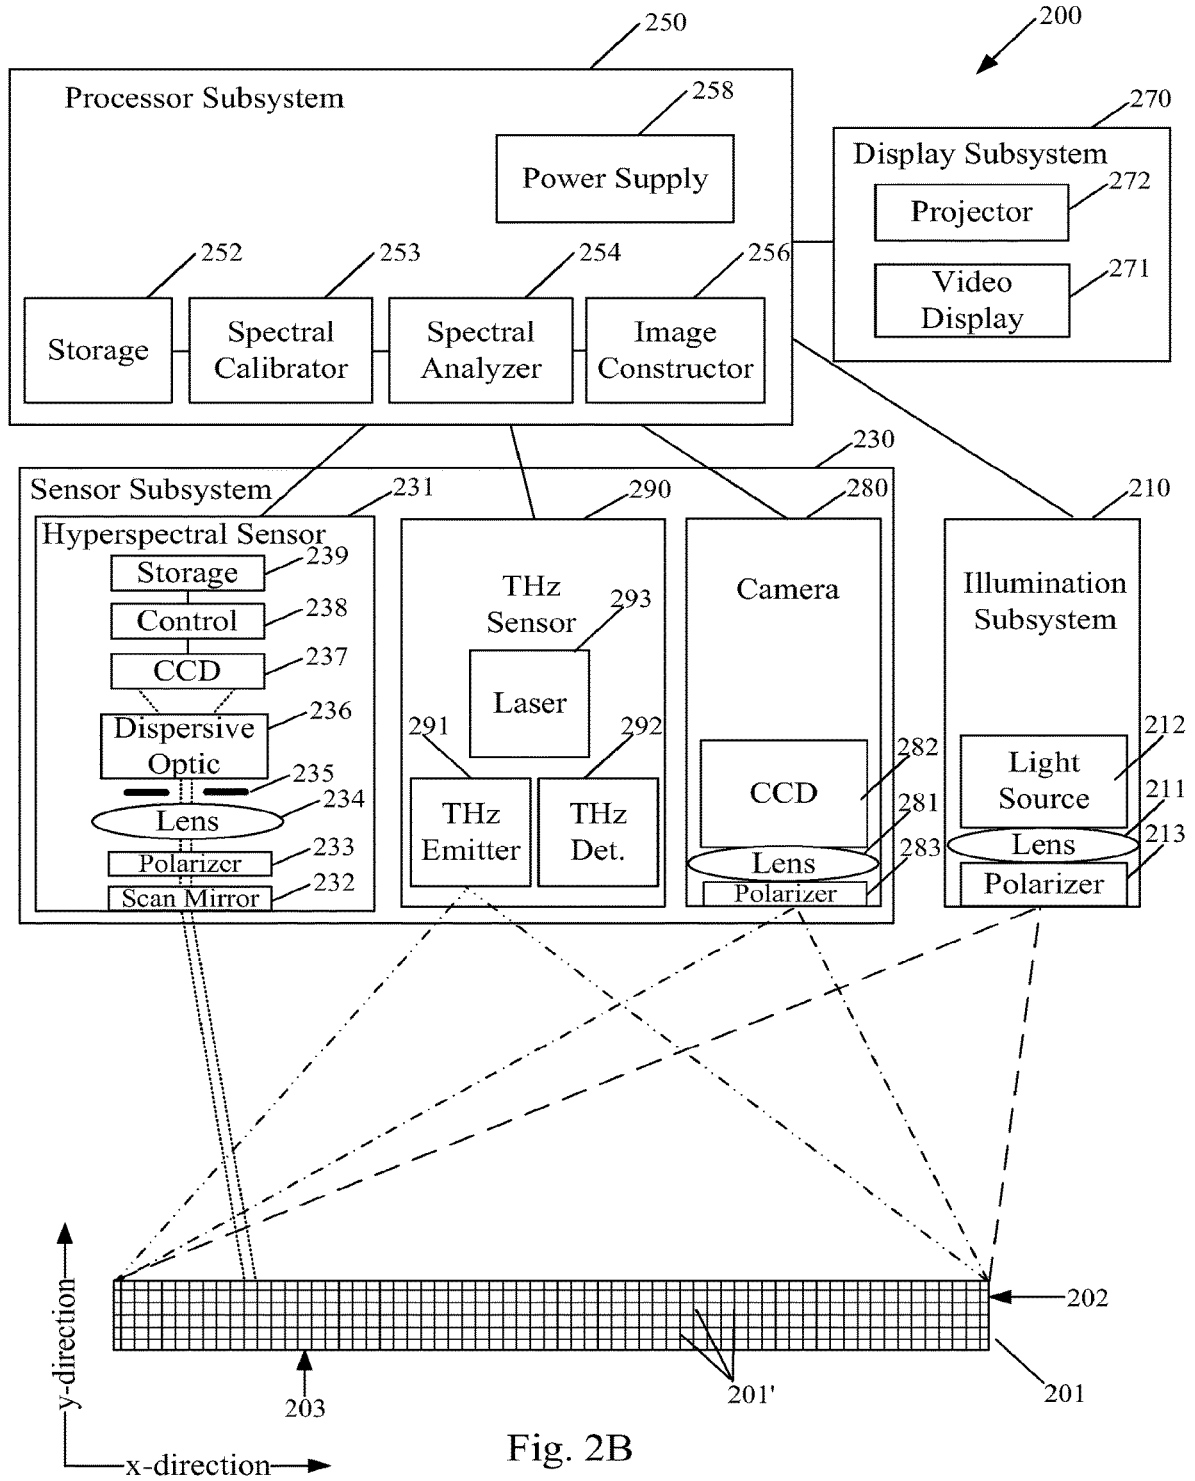 200
250
Processor Subsystem
258
Power Supply
270
Display Subsystem
272
Projector
271
Video
Display
252
253
254
256
Storage
Spectral
Calibrator
Spectral
Analyzer
Image
Constructor
230
Sensor Subsystem
231
Hyperspectral Sensor
239
Storage
238
Control
237
CCD
236
Dispersive
Optic
235
234
Lens
233
Polarizer
232
Scan Mirror
290
THz
Sensor
293
Laser
291
292
THz
Emitter
THz
Det.
280
Camera
282
CCD
281
Lens
283
Polarizer
210
Illumination
Subsystem
212
Light
Source
211
Lens
213
Polarizer
202
201
201'
203
y-direction
x-direction
Fig. 2B